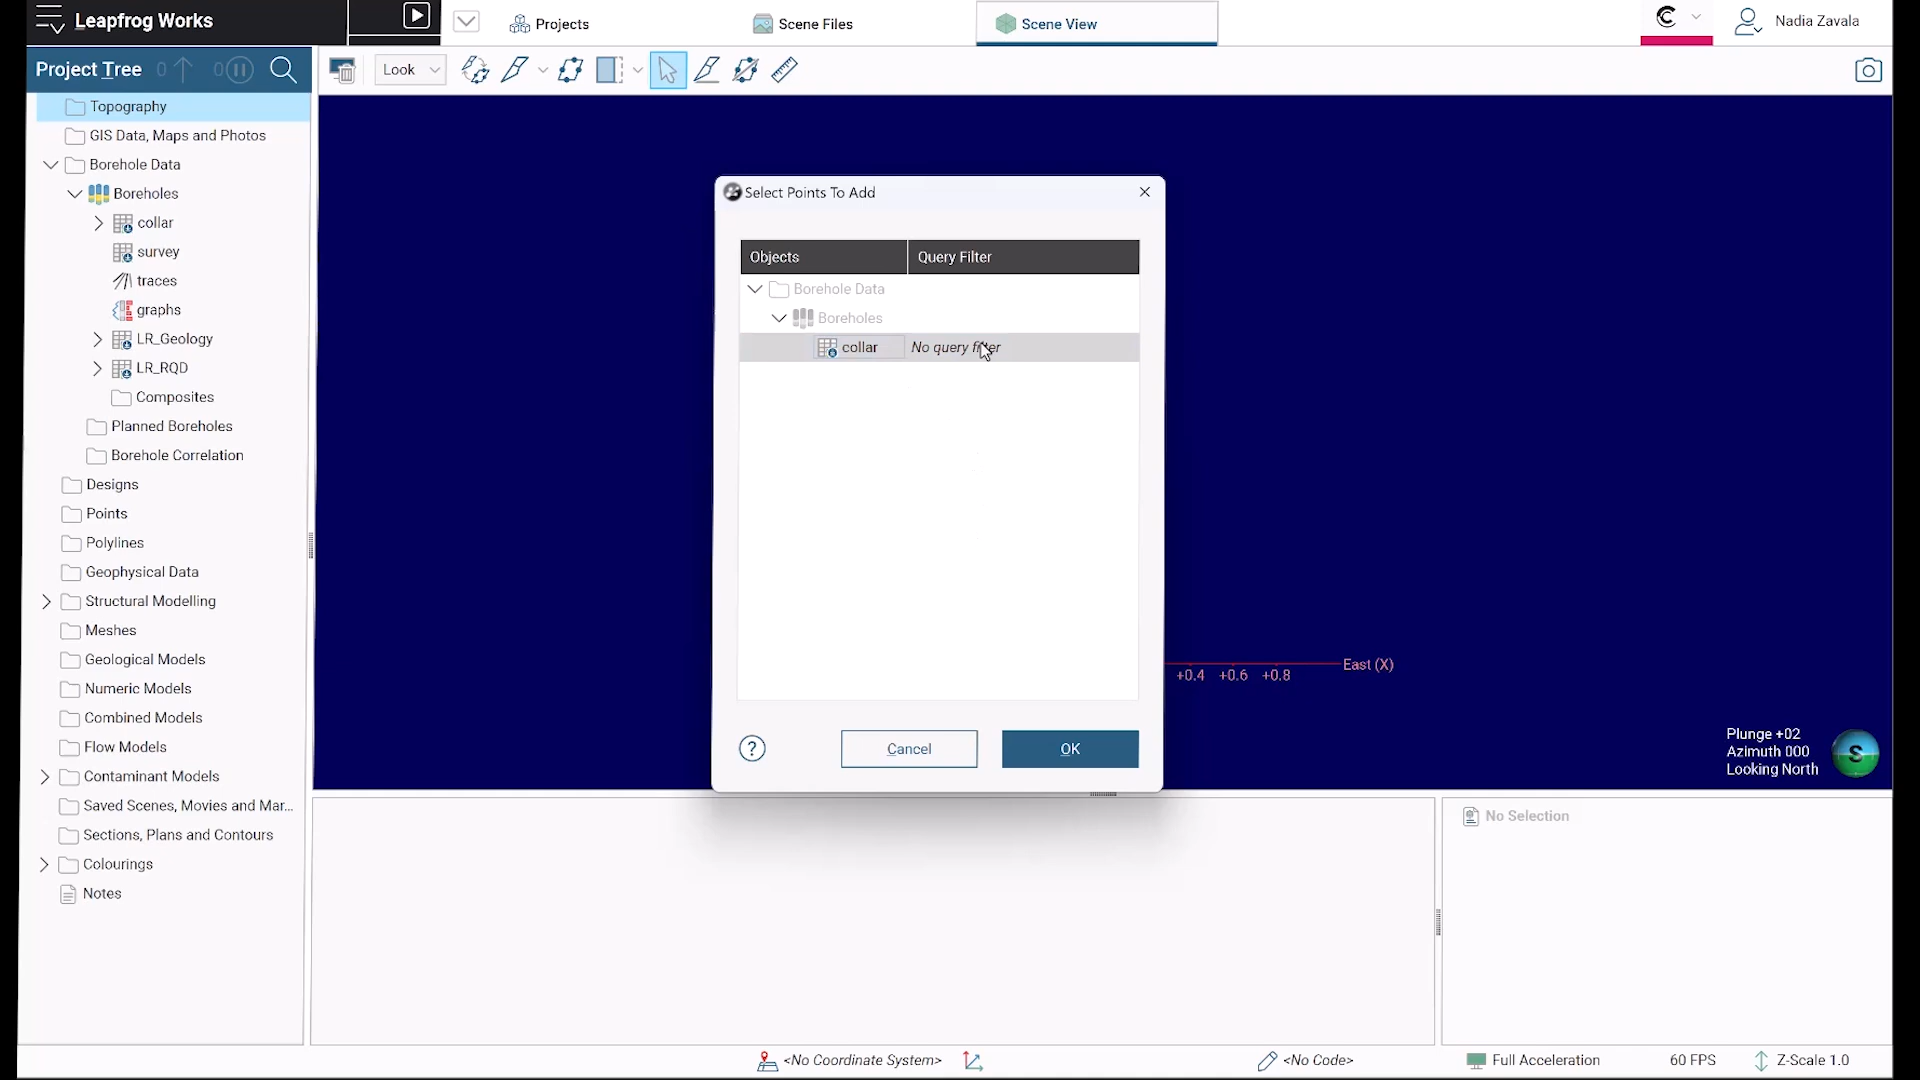 Leapfrog Works
Projects
Scene Files
Scene View
Nadia Zavala
Project Tree
0
0
Look
Topography
GIS Data, Maps and Photos
Borehole Data
Boreholes
collar
survey
traces
graphs
LR_Geology
LR_RQD
Composites
Planned Boreholes
Borehole Correlation
Designs
Points
Polylines
Geophysical Data
Structural Modelling
Meshes
Geological Models
Numeric Models
Combined Models
Flow Models
Contaminant Models
Saved Scenes, Movies and Mar...
Sections, Plans and Contours
Colourings
Notes
Select Points To Add
Objects
Query Filter
Borehole Data
Boreholes
collar
No query filter
?
Cancel
OK
+0.4 +0.6 +0.8
East (X)
Plunge +02
Azimuth 000
Looking North
S
No Selection
<No Coordinate System>
<No Code>
Full Acceleration
60 FPS
Z-Scale 1.0